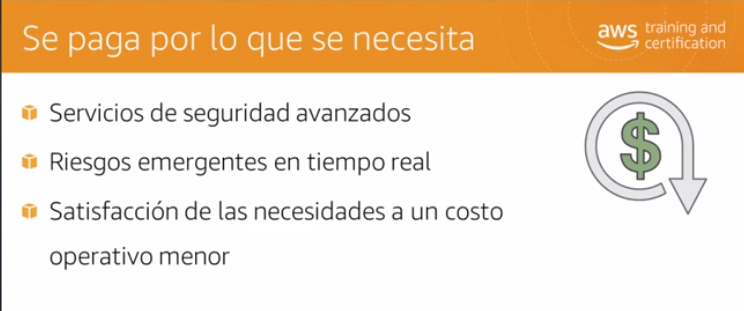 Se paga por lo que se necesita
aws training and
certification
Servicios de seguridad avanzados
Riesgos emergentes en tiempo real
Satisfacción de las necesidades a un costo
operativo menor
$